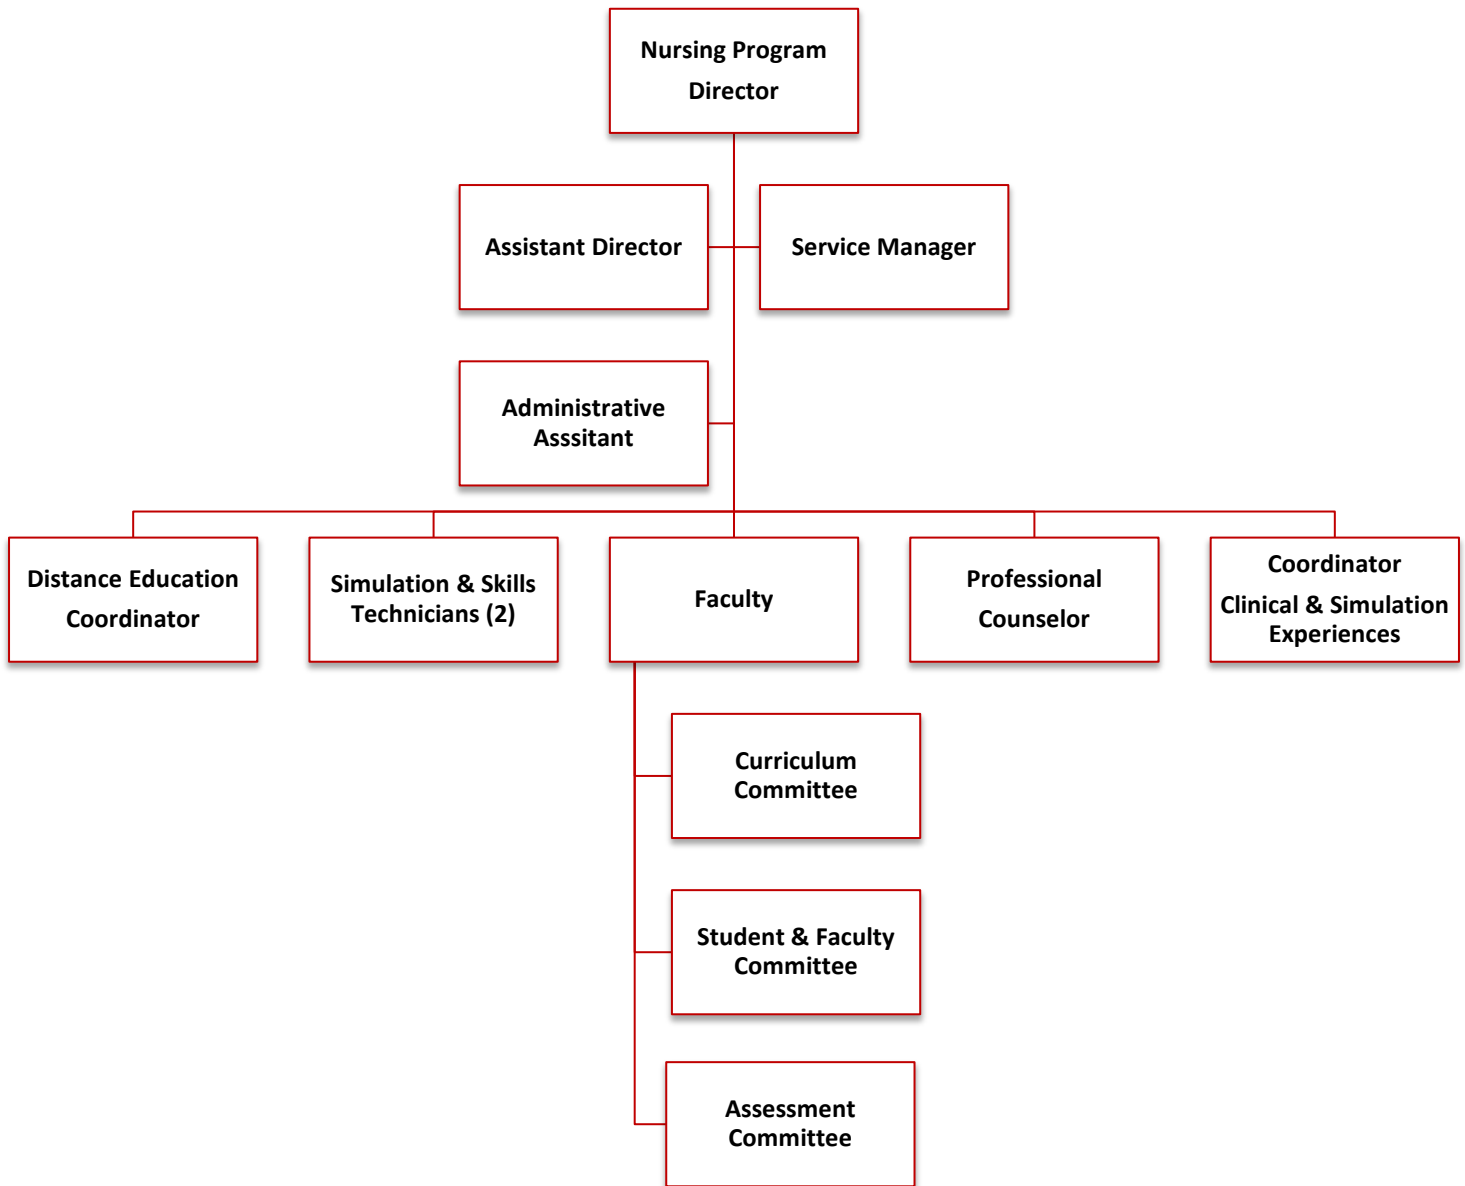 Nursing Program
Director
Assistant Director
Service Manager
Administrative
Asssitant
Distance Education
Coordinator
Simulation & Skills
Technicians (2)
Faculty
Professional
Counselor
Coordinator
Clinical & Simulation
Experiences
Curriculum
Committee
Student & Faculty
Committee
Assessment
Committee